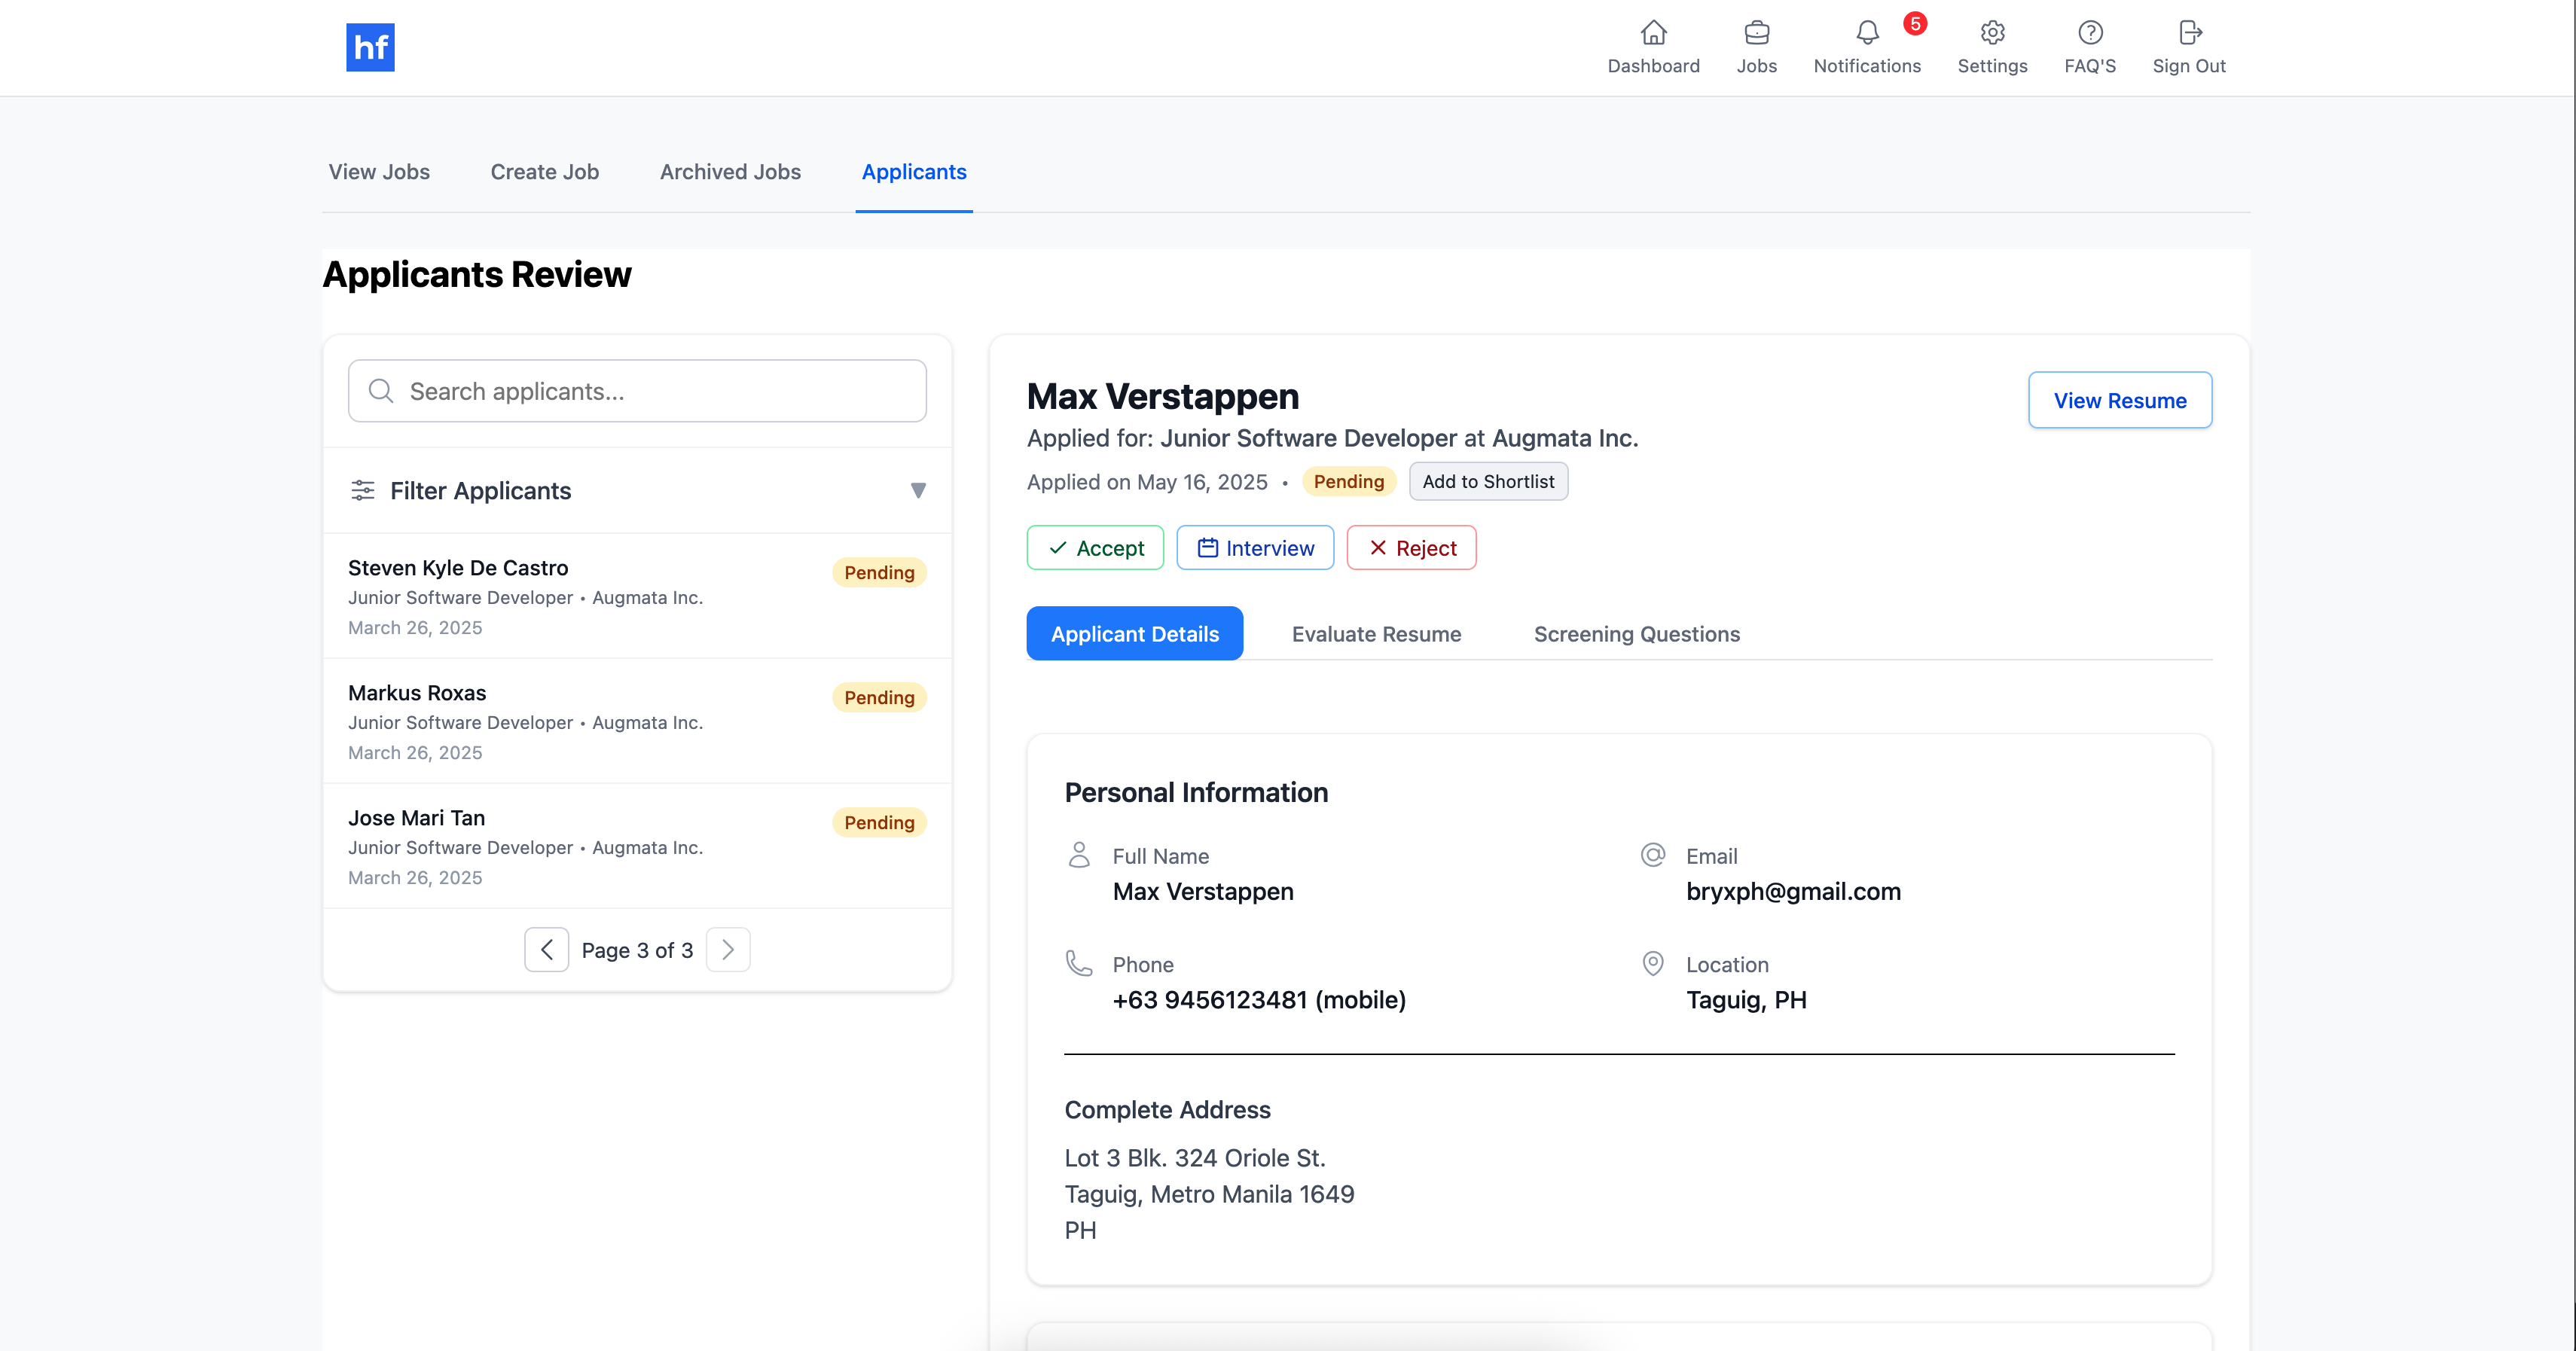 hf
Dashboard
Jobs
Notifications
5
Settings
FAQ'S
Sign Out
View Jobs
Create Job
Archived Jobs
Applicants
Applicants Review
Search applicants...
Filter Applicants
Steven Kyle De Castro
Pending
Junior Software Developer • Augmata Inc.
March 26, 2025
Markus Roxas
Pending
Junior Software Developer • Augmata Inc.
March 26, 2025
Jose Mari Tan
Pending
Junior Software Developer • Augmata Inc.
March 26, 2025
Page 3 of 3
Max Verstappen
View Resume
Applied for: Junior Software Developer at Augmata Inc.
Applied on May 16, 2025 • Pending Add to Shortlist
Accept
Interview
Reject
Applicant Details
Evaluate Resume
Screening Questions
Personal Information
Full Name
Max Verstappen
Email
bryxph@gmail.com
Phone
+63 9456123481 (mobile)
Location
Taguig, PH
Complete Address
Lot 3 Blk. 324 Oriole St.
Taguig, Metro Manila 1649
PH